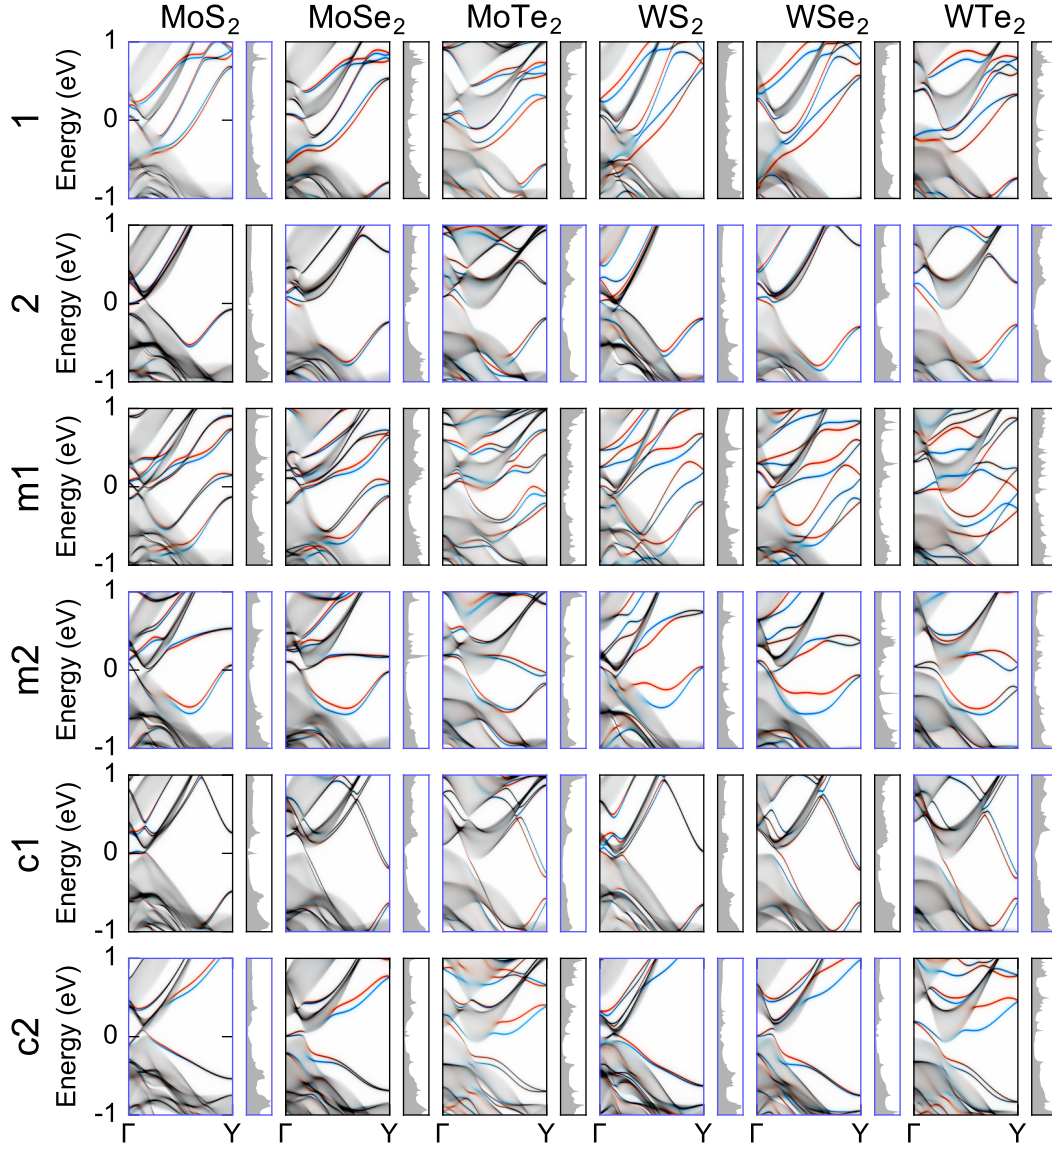 MoS2 MoSe2 MoTe2 WS2 WSe2 WTe2
1
Energy (eV)
1
0
-1
2
Energy (eV)
1
0
-1
m1
Energy (eV)
1
0
-1
m2
Energy (eV)
1
0
-1
c1
Energy (eV)
1
0
-1
c2
Energy (eV)
1
0
-1
Γ Y Γ Y Γ Y Γ Y Γ Y Γ Y